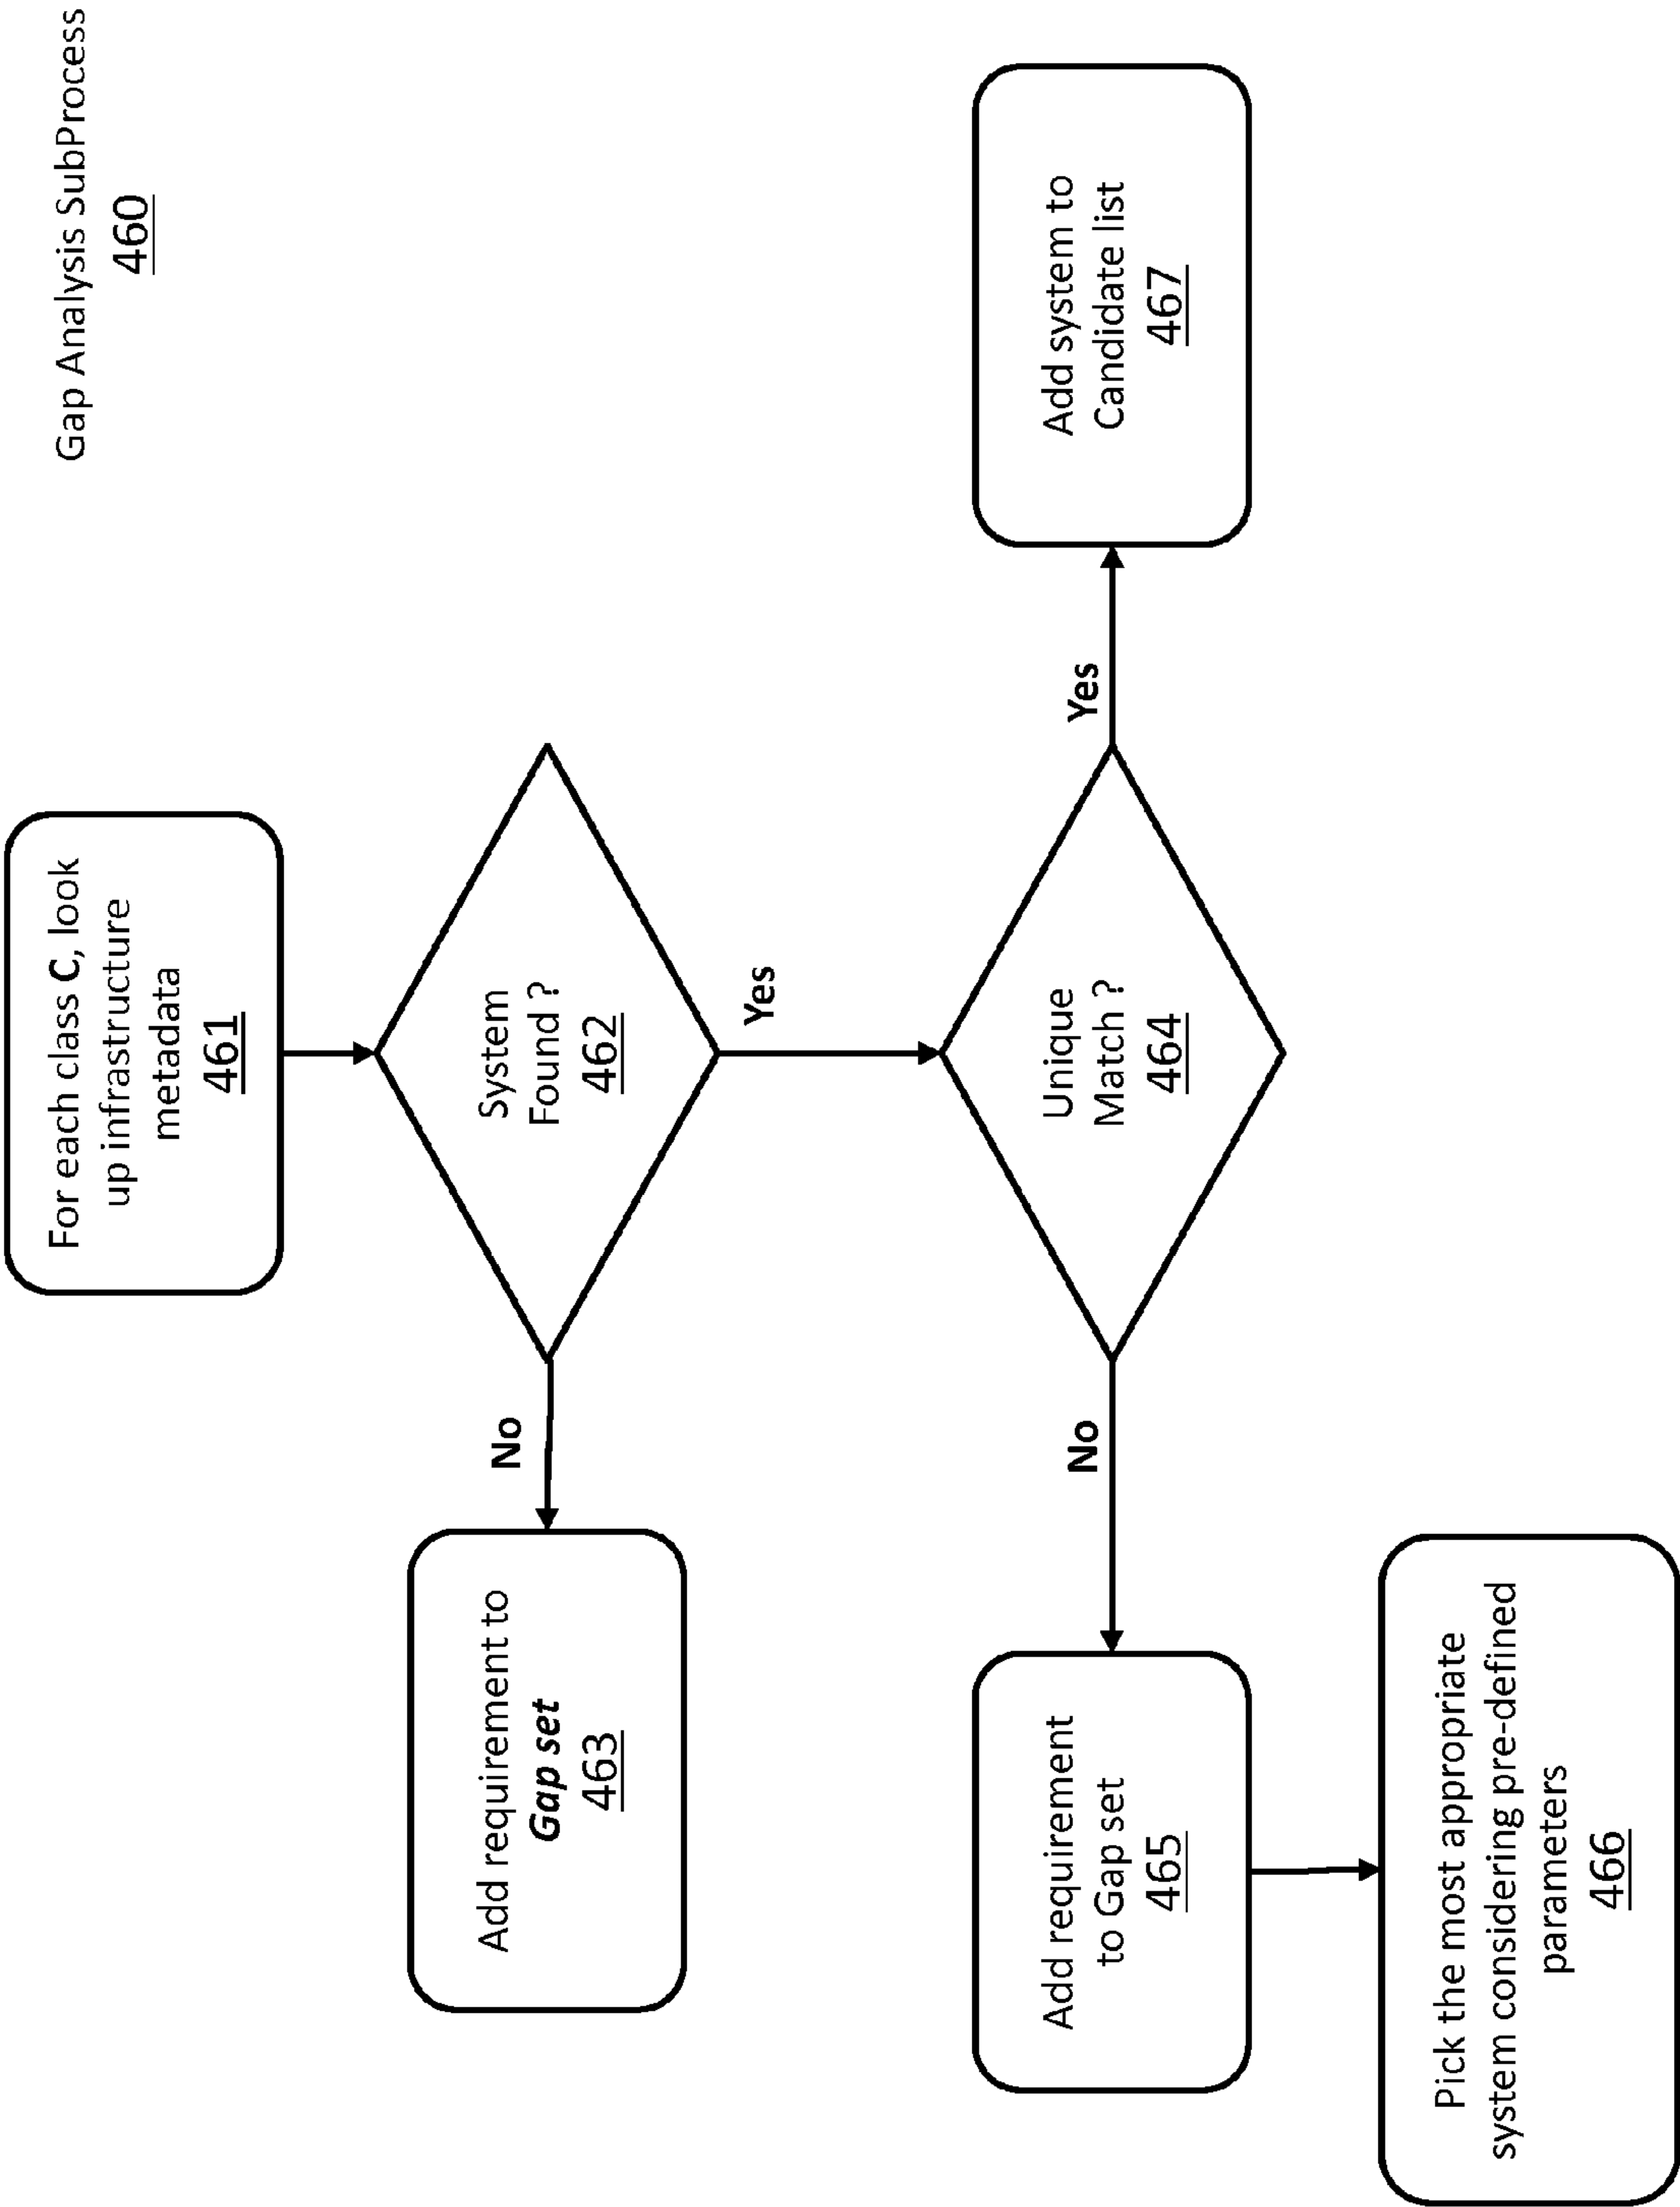 Gap Analysis SubProcess
460
For each class C, look
up infrastructure
metadata
461
System
Found ?
462
No
Yes
Add requirement to
Gap set
463
Unique
Match ?
464
No
Yes
Add requirement
to Gap set
465
Add system to
Candidate list
467
Pick the most appropriate
system considering pre-defined
parameters
466